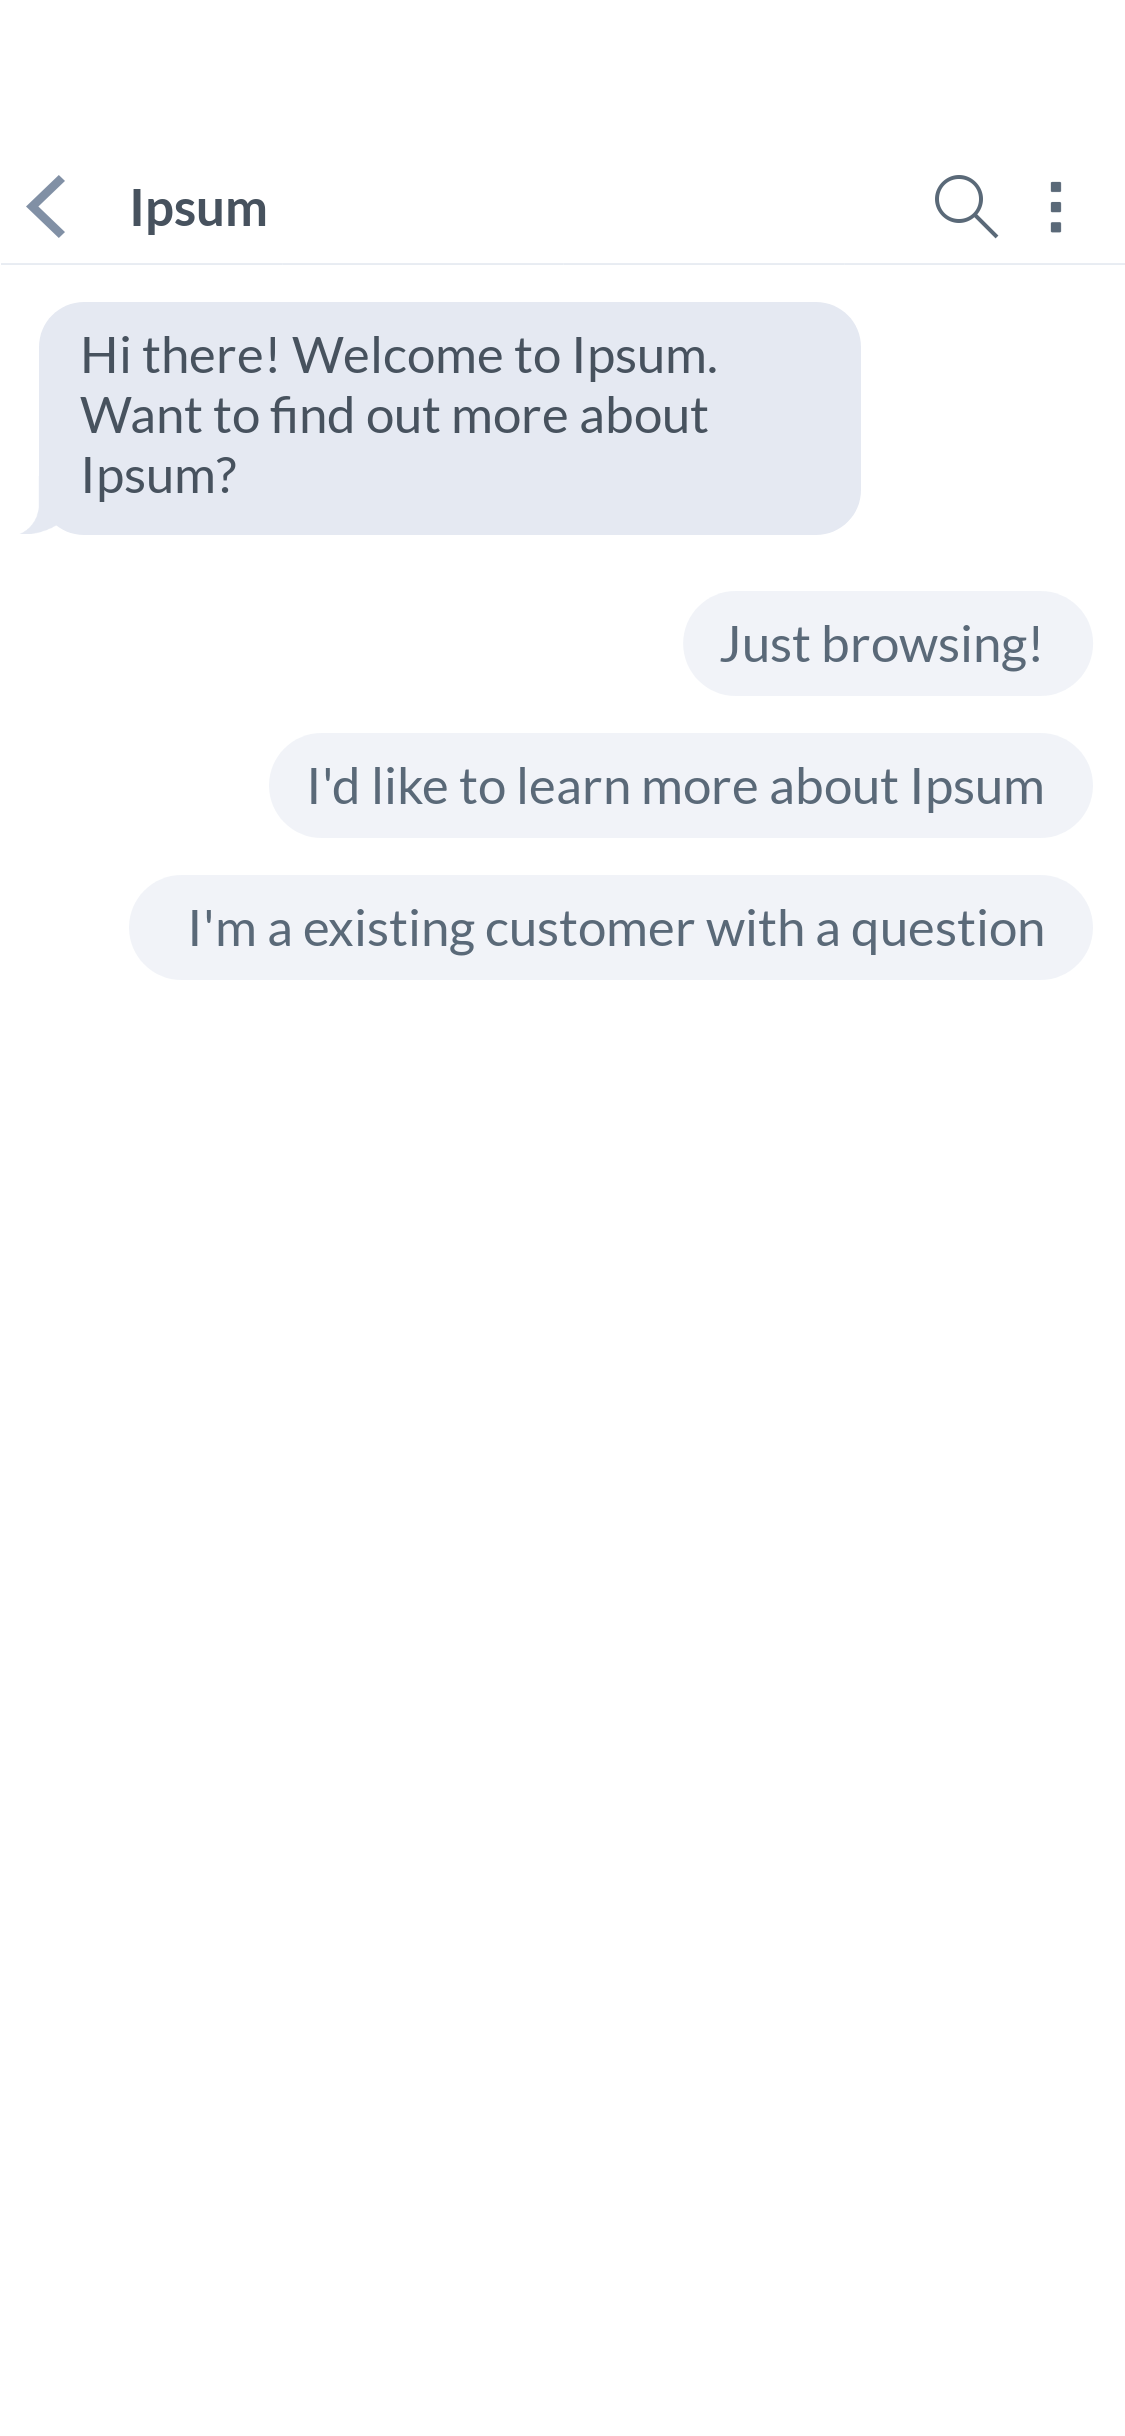 Ipsum
Hi there! Welcome to Ipsum.
Want to find out more about
Ipsum?
Just browsing!
I'd like to learn more about Ipsum
I'm a existing customer with a question